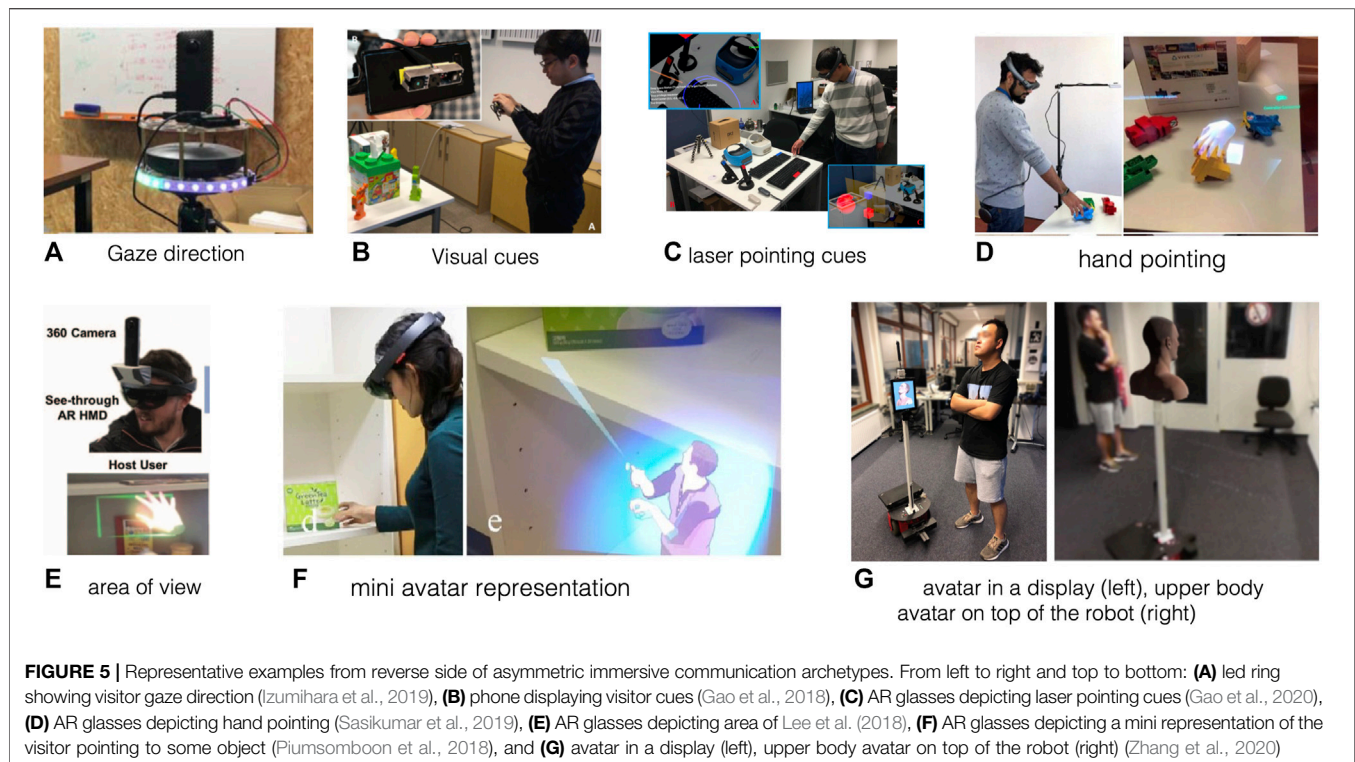 B
A
A Gaze direction
B Visual cues
C laser pointing cues
D hand pointing
360 Camera
See-through
AR HMD
Host User
d
e
E area of view
F mini avatar representation
G avatar in a display (left), upper body
avatar on top of the robot (right)
FIGURE 5 | Representative examples from reverse side of asymmetric immersive communication archetypes. From left to right and top to bottom: (A) led ring
showing visitor gaze direction (Izumihara et al., 2019), (B) phone displaying visitor cues (Gao et al., 2018), (C) AR glasses depicting laser pointing cues (Gao et al., 2020),
(D) AR glasses depicting hand pointing (Sasikumar et al., 2019), (E) AR glasses depicting area of Lee et al. (2018), (F) AR glasses depicting a mini representation of the
visitor pointing to some object (Piumsomboon et al., 2018), and (G) avatar in a display (left), upper body avatar on top of the robot (right) (Zhang et al., 2020)